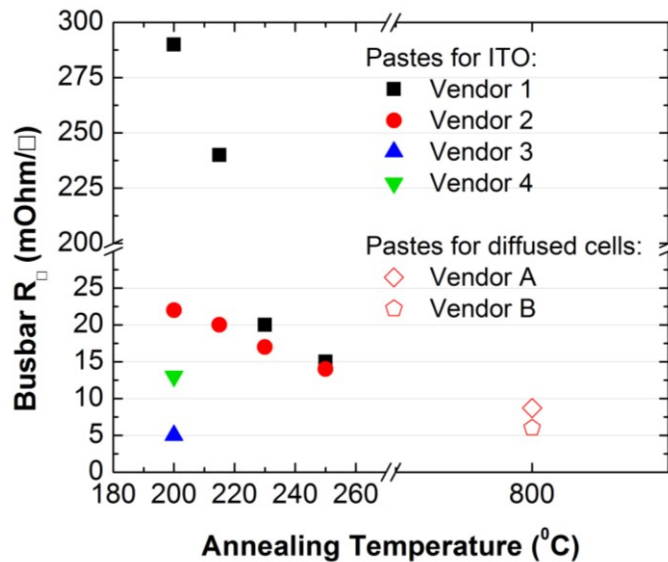 300
275
250
225
200
25
20
15
10
5
0
Busbar R□ (mOhm/□)
Pastes for ITO:
Vendor 1
Vendor 2
Vendor 3
Vendor 4
Pastes for diffused cells:
Vendor A
Vendor B
180 200 220 240 260 800
Annealing Temperature (⁰C)